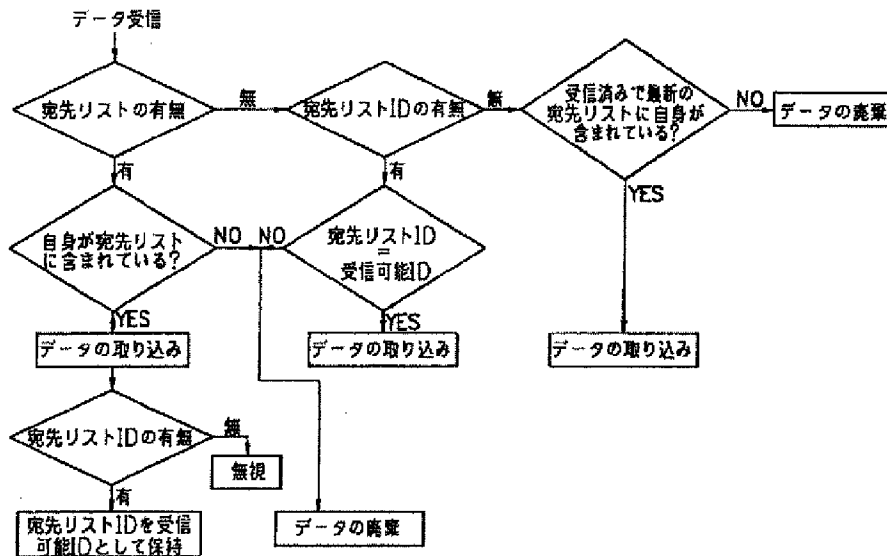 データ受信
宛先リストの有無
無
宛先リストIDの有無
無
受信済みで最新の
宛先リストに自身が
含まれている?
NO
データの廃棄
有
有
YES
自身が宛先リスト
に含まれている?
NO
NO
宛先リストID
=
受信可能ID
YES
YES
データの取り込み
データの取り込み
データの取り込み
宛先リストIDの有無
無
無視
有
宛先リストIDを受信
可能IDとして保持
データの廃棄